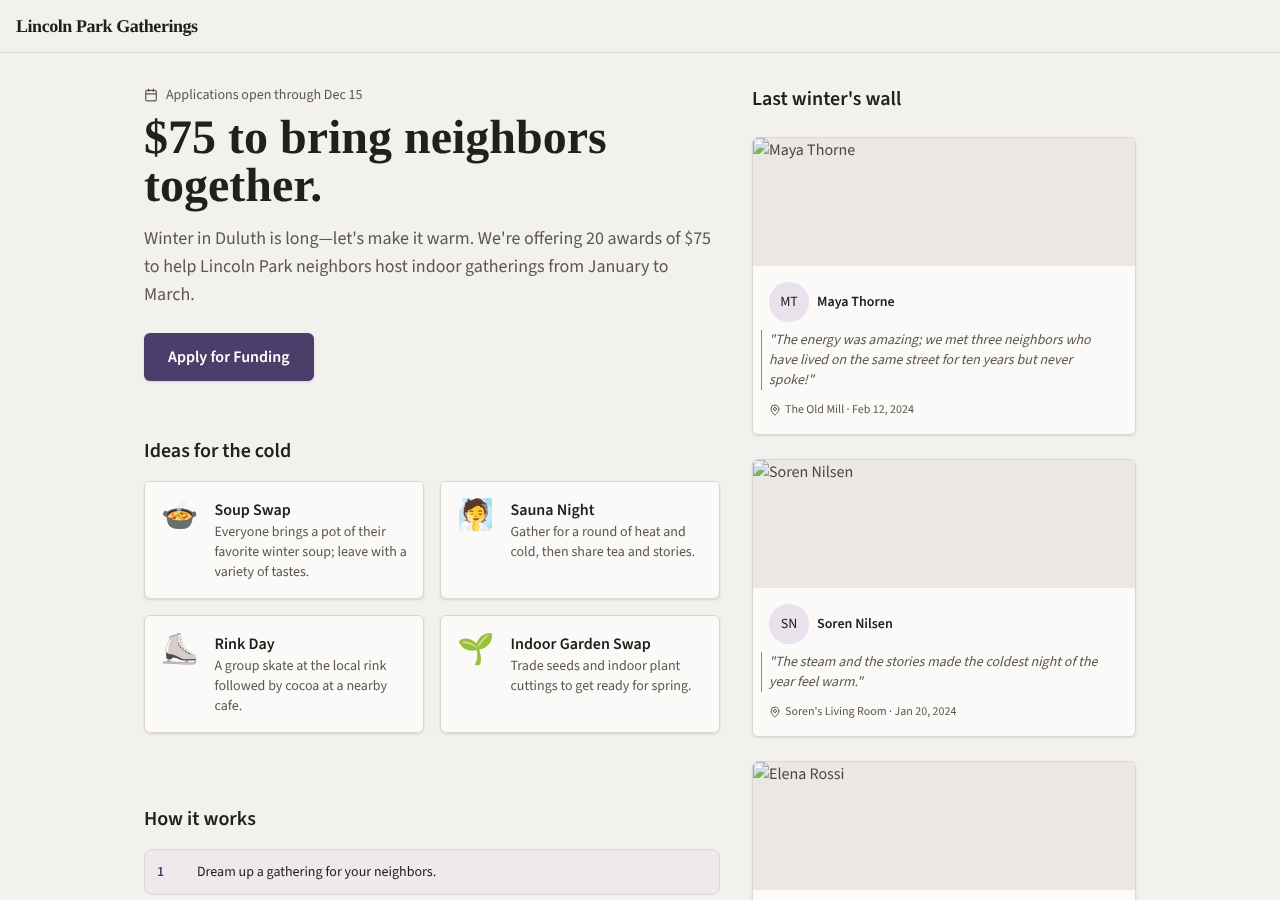 Lincoln Park Gatherings
Applications open through Dec 15
$75 to bring neighbors
together.
Winter in Duluth is long—let's make it warm. We're offering 20 awards of $75
to help Lincoln Park neighbors host indoor gatherings from January to
March.
Apply for Funding
Ideas for the cold
Soup Swap
Everyone brings a pot of their
favorite winter soup; leave with a
variety of tastes.
Sauna Night
Gather for a round of heat and
cold, then share tea and stories.
Rink Day
A group skate at the local rink
followed by cocoa at a nearby
cafe.
Indoor Garden Swap
Trade seeds and indoor plant
cuttings to get ready for spring.
How it works
1 Dream up a gathering for your neighbors.
Last winter's wall
Maya Thorne
MT Maya Thorne
"The energy was amazing; we met three neighbors who
have lived on the same street for ten years but never
spoke!"
The Old Mill · Feb 12, 2024
Soren Nilsen
SN Soren Nilsen
"The steam and the stories made the coldest night of the
year feel warm."
Soren's Living Room · Jan 20, 2024
Elena Rossi